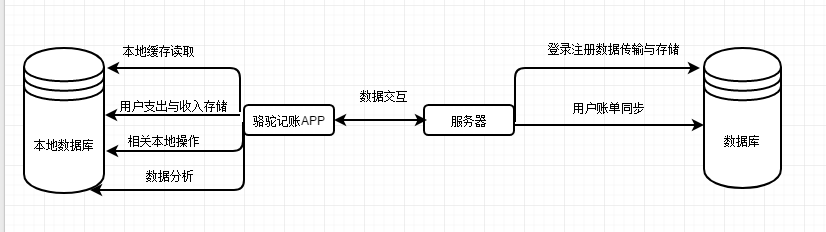 本地缓存读取
登录注册数据传输与存储
用户支出与收入存储
数据交互
用户账单同步
骆驼记账APP
服务器
本地数据库
相关本地操作
数据库
数据分析